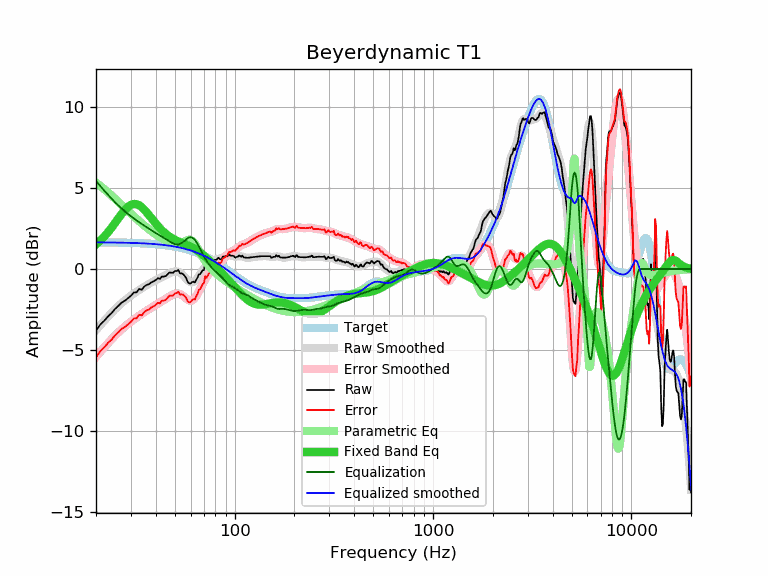 Beyerdynamic T1
Amplitude (dBr)
10
5
0
−5
−10
−15
100
1000
10000
Frequency (Hz)
Target
Raw Smoothed
Error Smoothed
Raw
Error
Parametric Eq
Fixed Band Eq
Equalization
Equalized smoothed